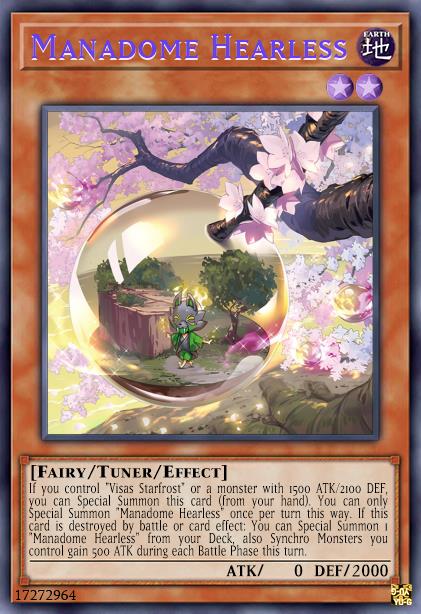 Manadome Hearless
EARTH
地
[Fairy/Tuner/Effect]
If you control "Visas Starfrost" or a monster with 1500 ATK/2100 DEF,
you can Special Summon this card (from your hand). You can only
Special Summon "Manadome Hearless" once per turn this way. If this
card is destroyed by battle or card effect: You can Special Summon 1
"Manadome Hearless" from your Deck, also Synchro Monsters you
control gain 500 ATK during each Battle Phase this turn.
ATK/ 0 DEF/2000
17272964